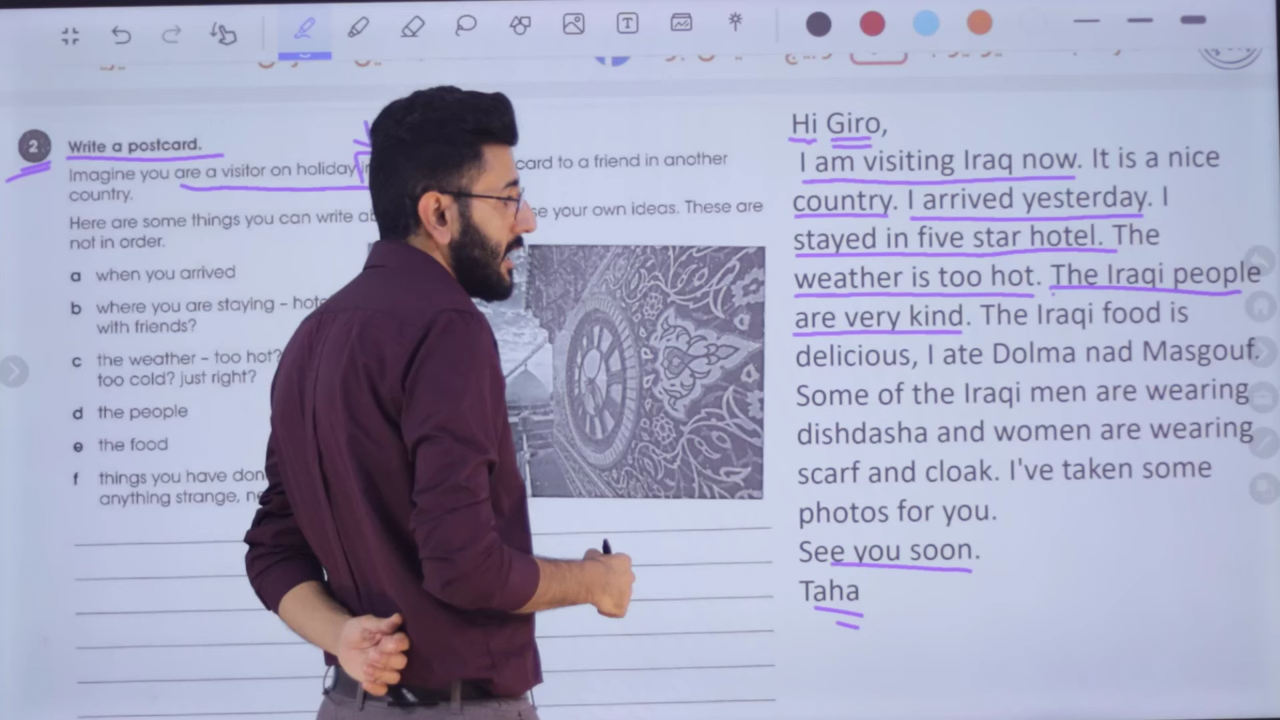 2
Write a postcard.
Imagine you are a visitor on holiday card to a friend in another
country.
Here are some things you can write your own ideas. These are
not in order.
a when you arrived
b where you are staying –
with friends?
c the weather – too hot?
too cold? just right?
d the people
e the food
f things you have
anything strange,
Hi Giro,
I am visiting Iraq now. It is a nice
country. I arrived yesterday. I
stayed in five star hotel. The
weather is too hot. The Iraqi people
are very kind. The Iraqi food is
delicious, I ate Dolma nad Masgouf.
Some of the Iraqi men are wearing
dishdasha and women are wearing
scarf and cloak. I've taken some
photos for you.
See you soon.
Taha